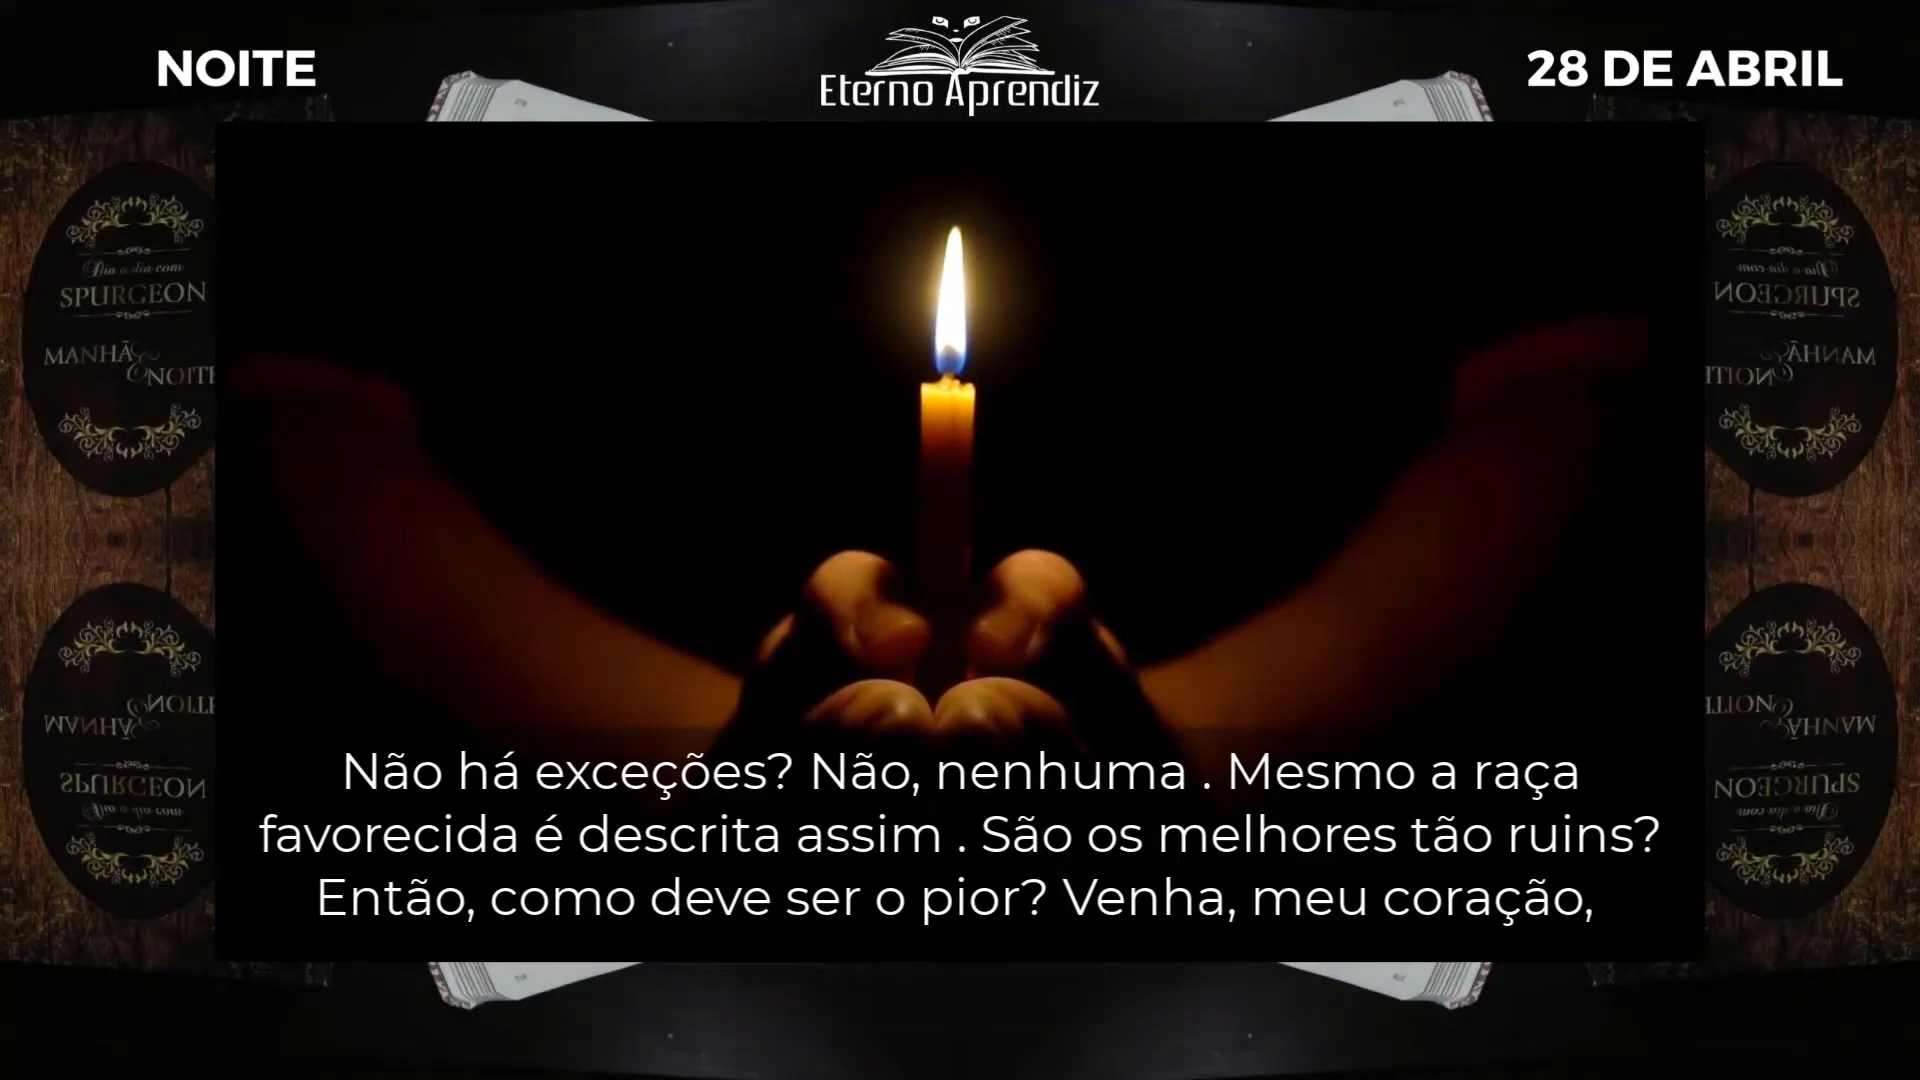 NOITE
Eterno Aprendiz
28 DE ABRIL
Dia a dia com
SPURGEON
MANHÃ
E NOITE
Não há exceções? Não, nenhuma . Mesmo a raça
favorecida é descrita assim . São os melhores tão ruins?
Então, como deve ser o pior? Venha, meu coração,